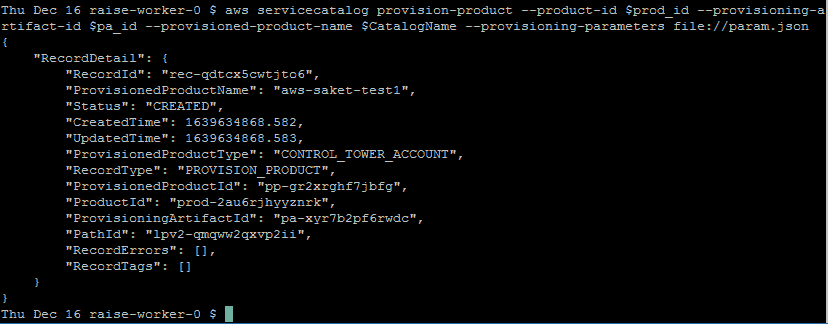 Thu Dec 16 raise-worker-0 $ aws servicecatalog provision-product --product-id $prod_id --provisioning-a
rtifact-id $pa_id --provisioned-product-name $CatalogName --provisioning-parameters file://param.json
{
    "RecordDetail": {
        "RecordId": "rec-qdtcx5cwtjto6",
        "ProvisionedProductName": "aws-saket-test1",
        "Status": "CREATED",
        "CreatedTime": 1639634868.582,
        "UpdatedTime": 1639634868.583,
        "ProvisionedProductType": "CONTROL_TOWER_ACCOUNT",
        "RecordType": "PROVISION_PRODUCT",
        "ProvisionedProductId": "pp-gr2xrghf7jbfg",
        "ProductId": "prod-2au6rjhyyznrk",
        "ProvisioningArtifactId": "pa-xyr7b2pf6rwdc",
        "PathId": "lpv2-qmqww2qxvp2ii",
        "RecordErrors": [],
        "RecordTags": []
    }
}
Thu Dec 16 raise-worker-0 $